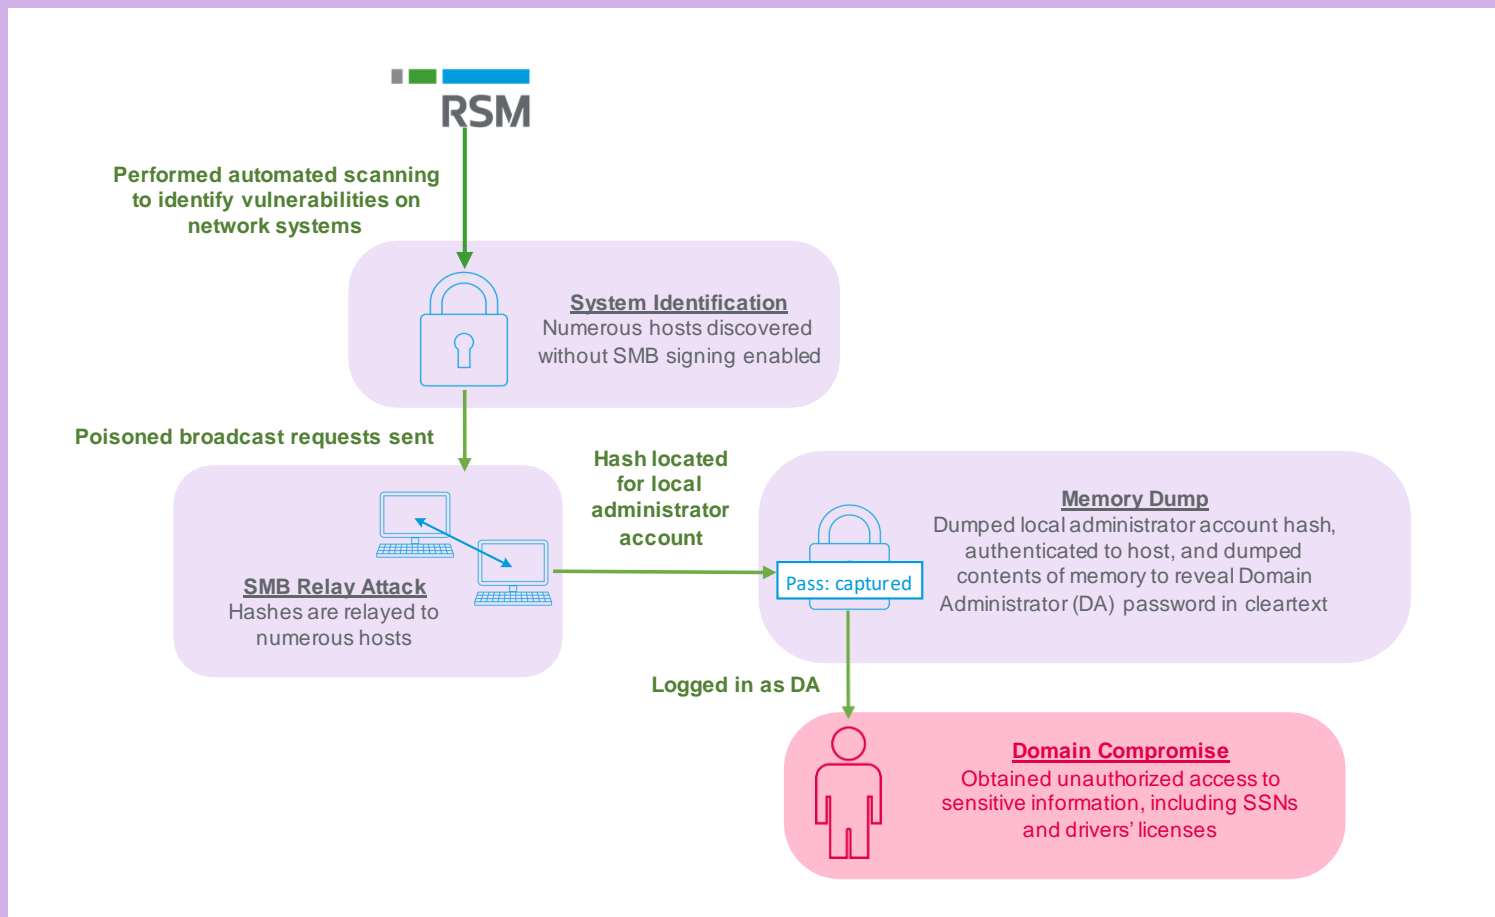 RSM
Performed automated scanning
to identify vulnerabilities on
network systems
System Identification
Numerous hosts discovered
without SMB signing enabled
Poisoned broadcast requests sent
SMB Relay Attack
Hashes are relayed to
numerous hosts
Hash located
for local
administrator
account
Pass: captured
Memory Dump
Dumped local administrator account hash,
authenticated to host, and dumped
contents of memory to reveal Domain
Administrator (DA) password in cleartext
Logged in as DA
Domain Compromise
Obtained unauthorized access to
sensitive information, including SSNs
and drivers’ licenses